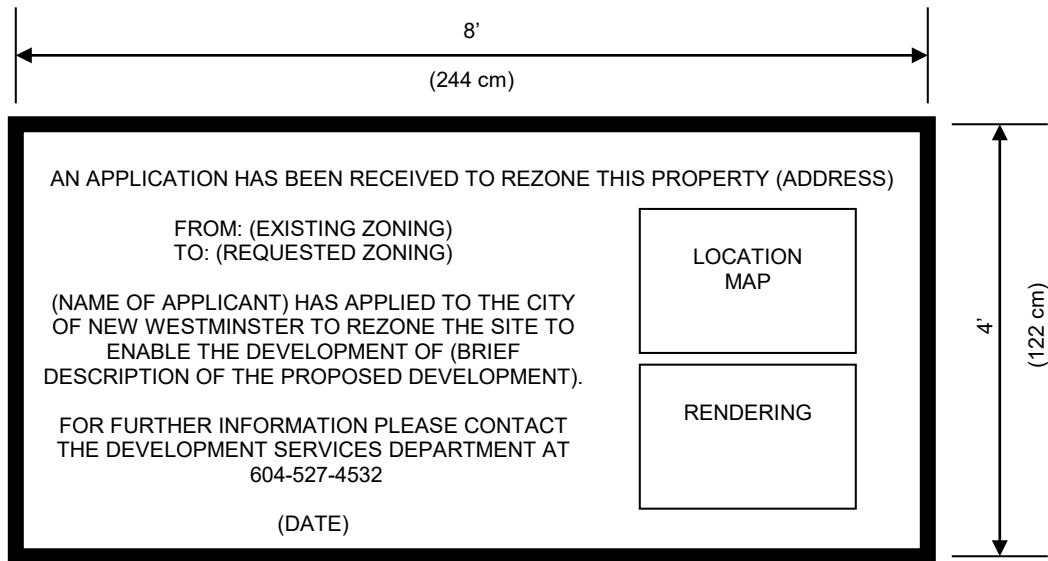 8’
(244 cm)
AN APPLICATION HAS BEEN RECEIVED TO REZONE THIS PROPERTY (ADDRESS)
FROM: (EXISTING ZONING)
TO: (REQUESTED ZONING)
(NAME OF APPLICANT) HAS APPLIED TO THE CITY
OF NEW WESTMINSTER TO REZONE THE SITE TO
ENABLE THE DEVELOPMENT OF (BRIEF
DESCRIPTION OF THE PROPOSED DEVELOPMENT).
FOR FURTHER INFORMATION PLEASE CONTACT
THE DEVELOPMENT SERVICES DEPARTMENT AT
604-527-4532
(DATE)
LOCATION
MAP
RENDERING
4’
(122 cm)